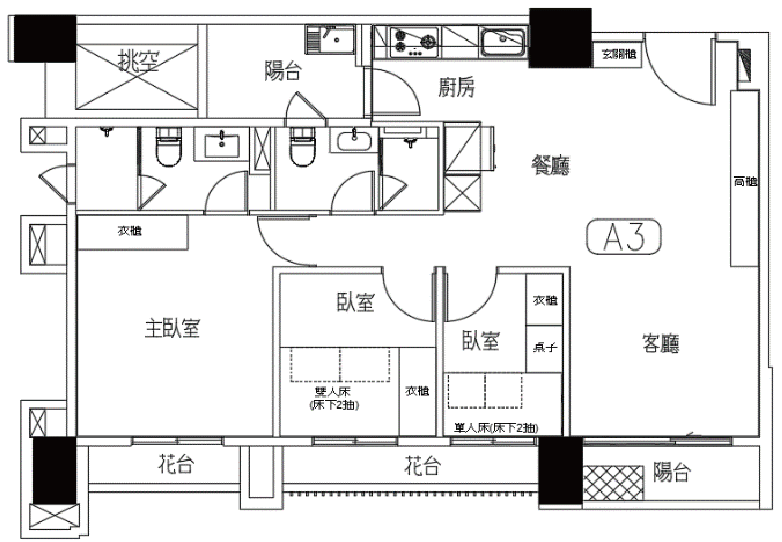 挑空
陽台
廚房
玄關櫃
餐廳
高櫃
A3
衣櫃
主臥室
臥室
衣櫃
臥室
桌子
客廳
雙人床
(床下2抽)
衣櫃
單人床(床下2抽)
花台
花台
陽台